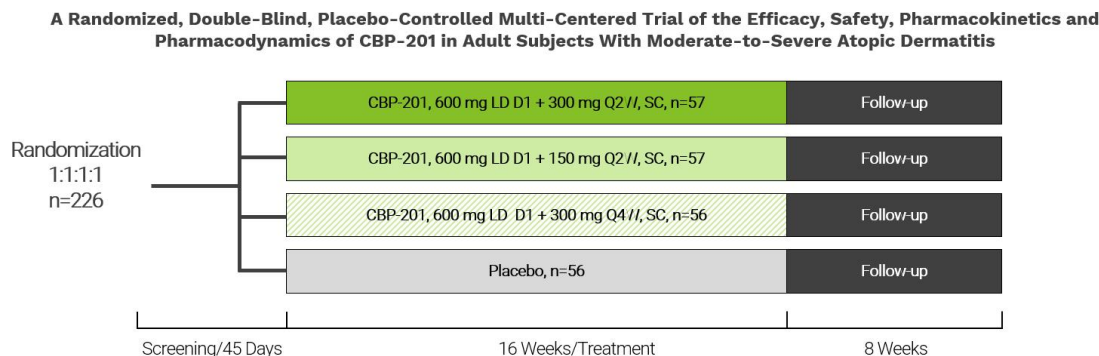 A Randomized, Double-Blind, Placebo-Controlled Multi-Centered Trial of the Efficacy, Safety, Pharmacokinetics and
Pharmacodynamics of CBP-201 in Adult Subjects With Moderate-to-Severe Atopic Dermatitis
Randomization
1:1:1:1
n=226
CBP-201, 600 mg LD D1 + 300 mg Q2//, SC, n=57
Follow-up
CBP-201, 600 mg LD D1 + 150 mg Q2//, SC, n=57
Follow-up
CBP-201, 600 mg LD D1 + 300 mg Q4//, SC, n=56
Follow-up
Placebo, n=56
Follow-up
Screening/45 Days
16 Weeks/Treatment
8 Weeks